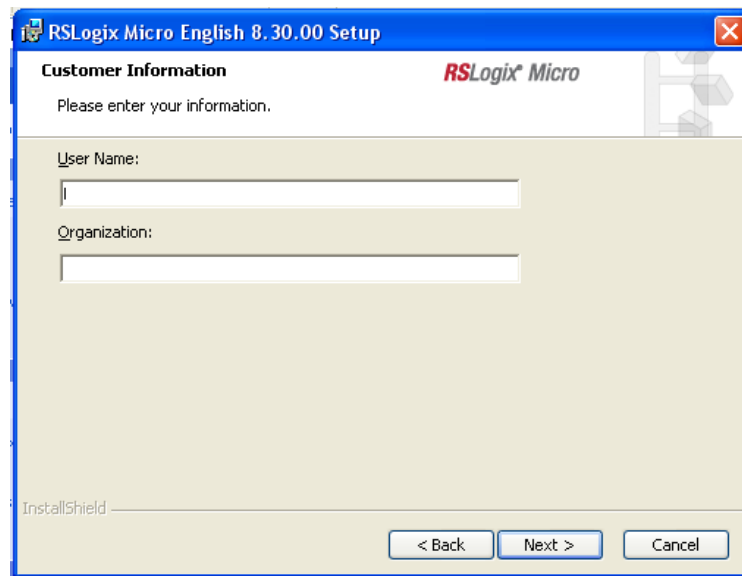 RSLogix Micro English 8.30.00 Setup
Customer Information
RSLogix Micro
Please enter your information.
User Name:
Organization:
InstallShield
< Back
Next >
Cancel